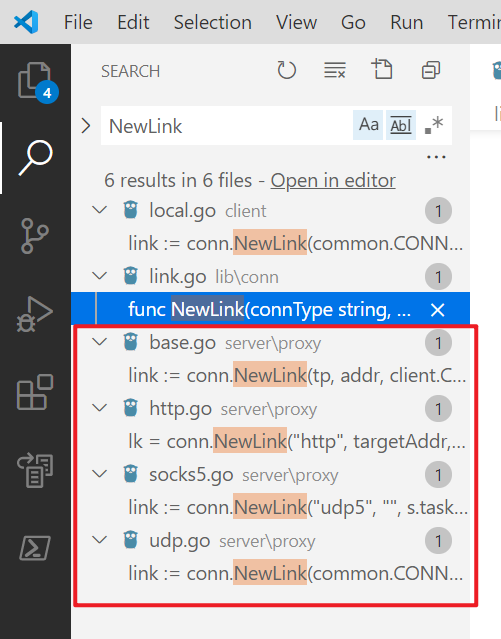 File Edit Selection View Go Run Termin
4
SEARCH
NewLink
Aa Abl .*
...
6 results in 6 files - Open in editor
local.go client 1
link := conn.NewLink(common.CONN...
link.go lib\conn 1
func NewLink(connType string, ...
base.go server\proxy 1
link := conn.NewLink(tp, addr, client.C...
http.go server\proxy 1
lk = conn.NewLink("http", targetAddr,...
socks5.go server\proxy 1
link := conn.NewLink("udp5", "", s.task...
udp.go server\proxy 1
link := conn.NewLink(common.CONN...